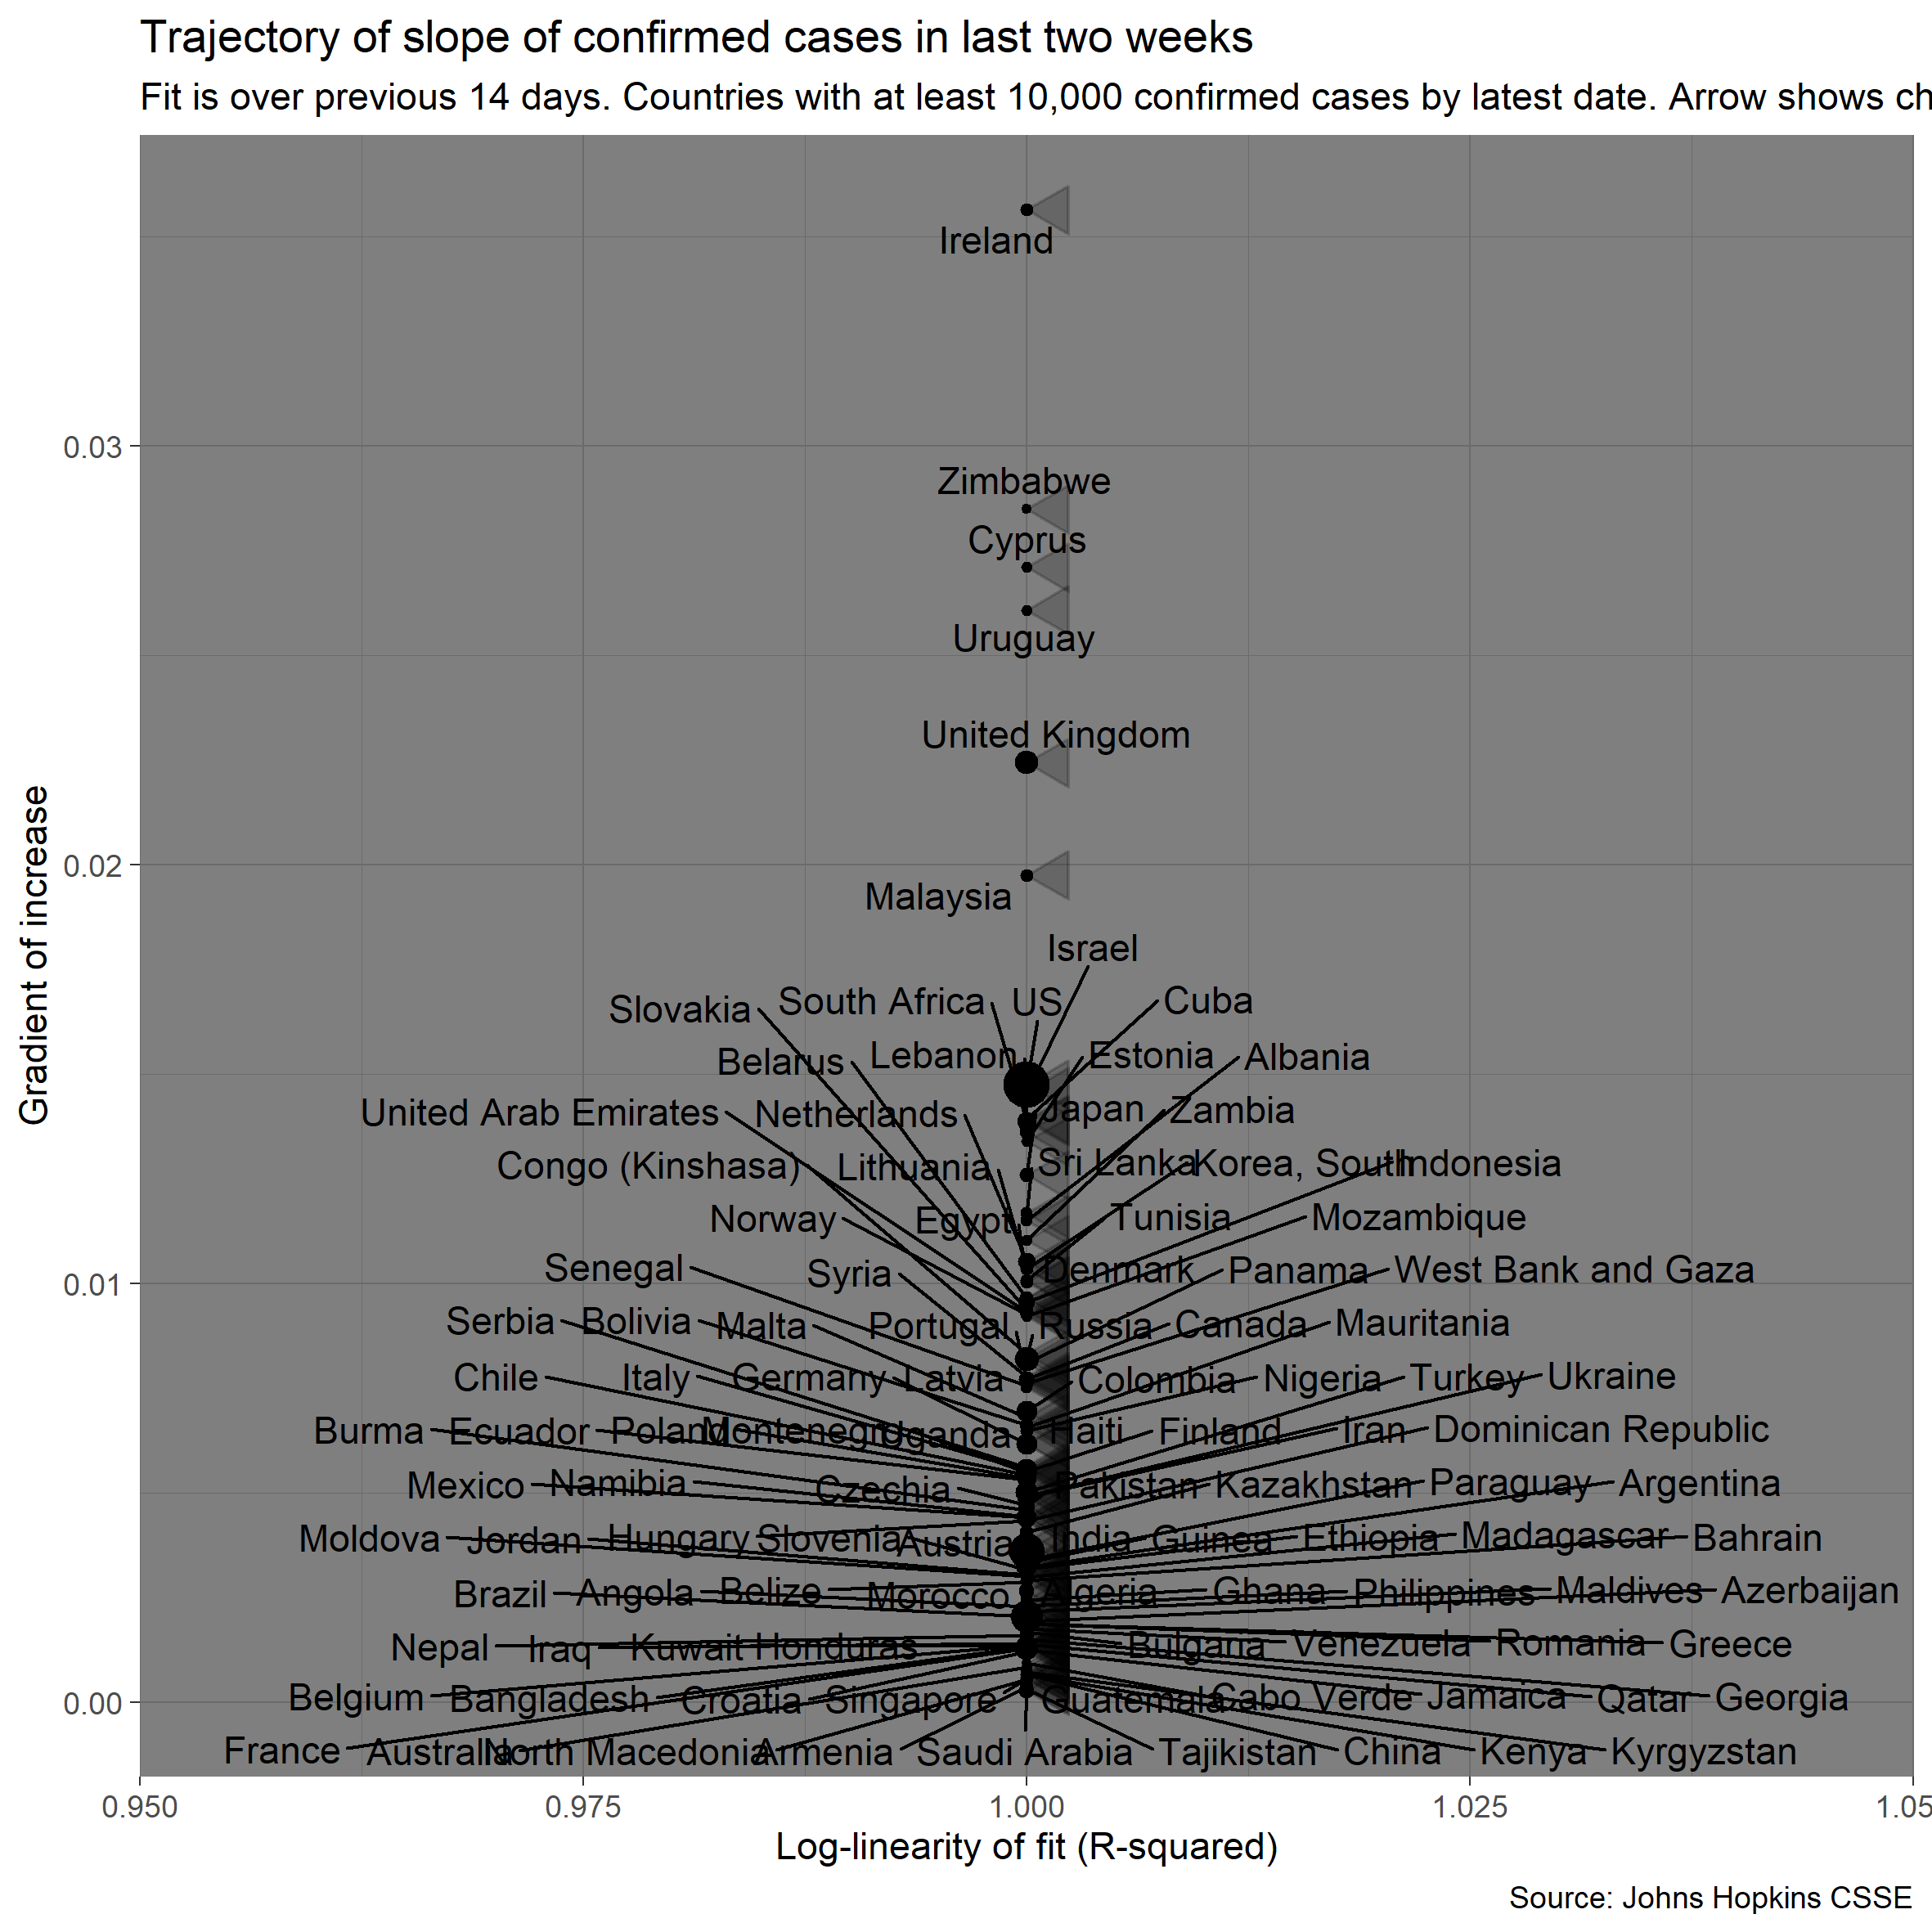 Trajectory of slope of confirmed cases in last two weeks
Fit is over previous 14 days. Countries with at least 10,000 confirmed cases by latest date. Arrow shows ch
Gradient of increase
0.03
0.02
0.01
0.00
Ireland
Zimbabwe
Cyprus
Uruguay
United Kingdom
Malaysia
Israel
Slovakia South Africa US Cuba
Belarus Lebanon Estonia Albania
United Arab Emirates Netherlands Japan Zambia
Congo (Kinshasa) Lithuania Sri Lanka Korea, South Indonesia
Norway Egypt Tunisia Mozambique
Senegal Syria Denmark Panama West Bank and Gaza
Serbia Bolivia Malta Portugal Russia Canada Mauritania
Chile Italy Germany Latvia Colombia Nigeria Turkey Ukraine
Burma Ecuador Poland Montenegro Uganda Haiti Finland Iran Dominican Republic
Mexico Namibia Czechia Pakistan Kazakhstan Paraguay Argentina
Moldova Jordan Hungary Slovenia Austria India Guinea Ethiopia Madagascar Bahrain
Brazil Angola Belize Morocco Algeria Ghana Philippines Maldives Azerbaijan
Nepal Iraq Kuwait Honduras Bulgaria Venezuela Romania Greece
Belgium Bangladesh Croatia Singapore Guatemala Cabo Verde Jamaica Qatar Georgia
France Australia North Macedonia Armenia Saudi Arabia Tajikistan China Kenya Kyrgyzstan
0.950 0.975 1.000 1.025 1.05
Log-linearity of fit (R-squared)
Source: Johns Hopkins CSSE